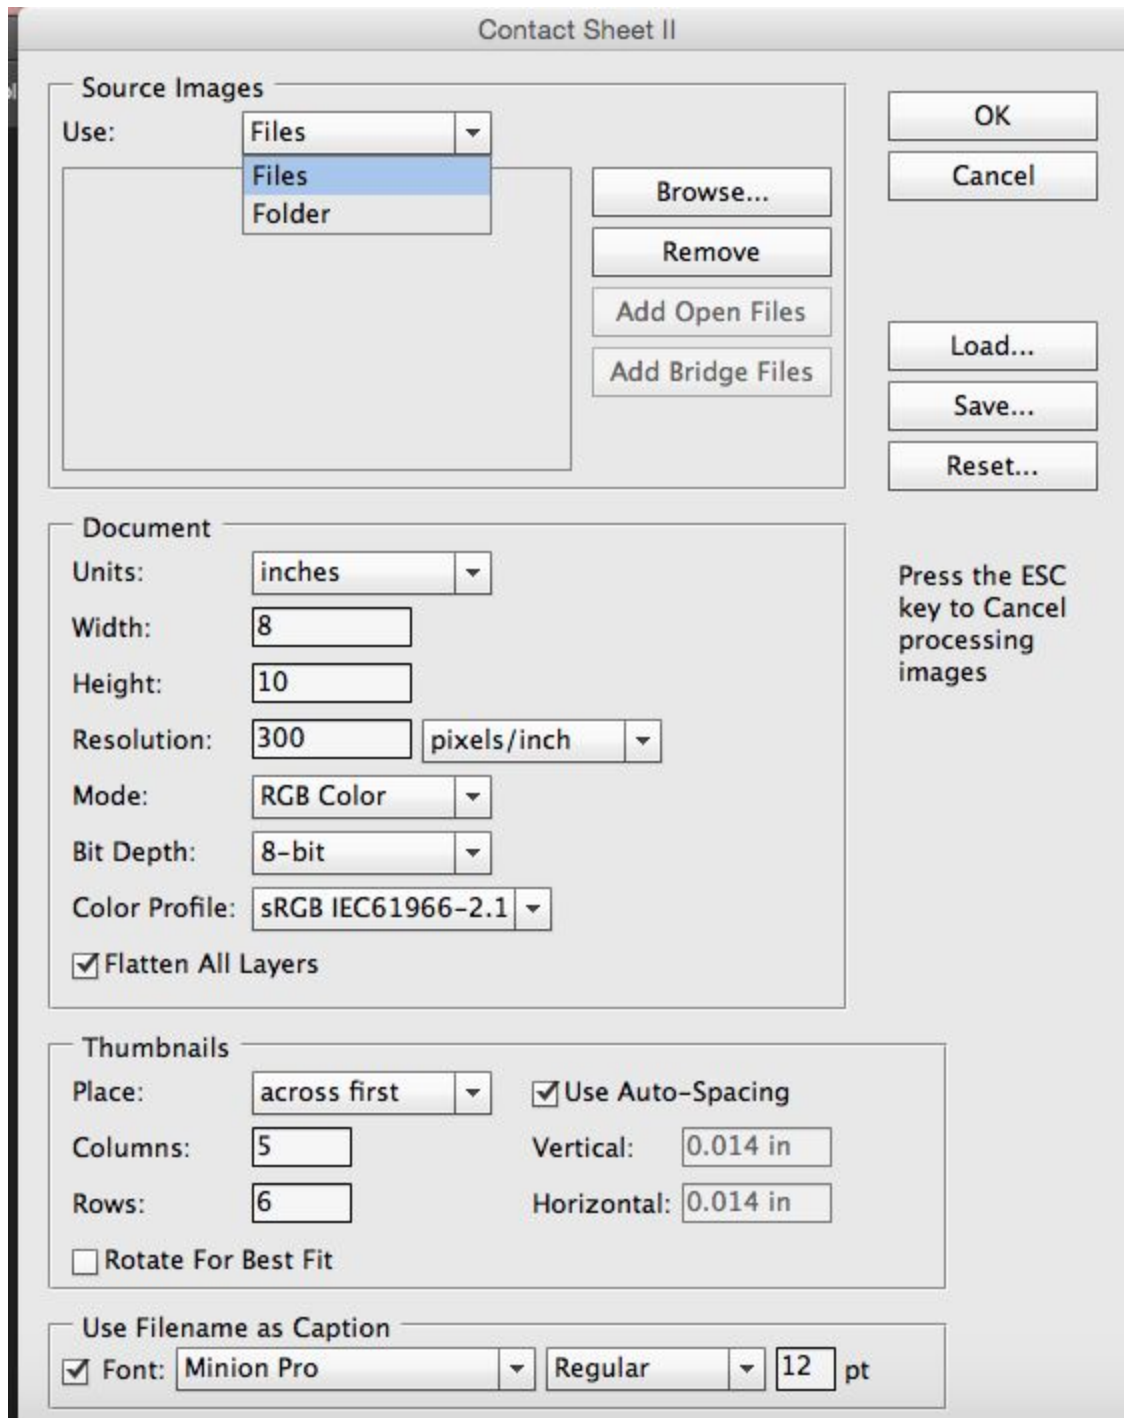 Contact Sheet II
Source Images
Use: Files
Files
Folder
Browse...
Remove
Add Open Files
Add Bridge Files
OK
Cancel
Load...
Save...
Reset...
Press the ESC
key to Cancel
processing
images
Document
Units: inches
Width: 8
Height: 10
Resolution: 300 pixels/inch
Mode: RGB Color
Bit Depth: 8-bit
Color Profile: sRGB IEC61966-2.1
Flatten All Layers
Thumbnails
Place: across first Use Auto-Spacing
Columns: 5 Vertical: 0.014 in
Rows: 6 Horizontal: 0.014 in
Rotate For Best Fit
Use Filename as Caption
Font: Minion Pro Regular 12 pt